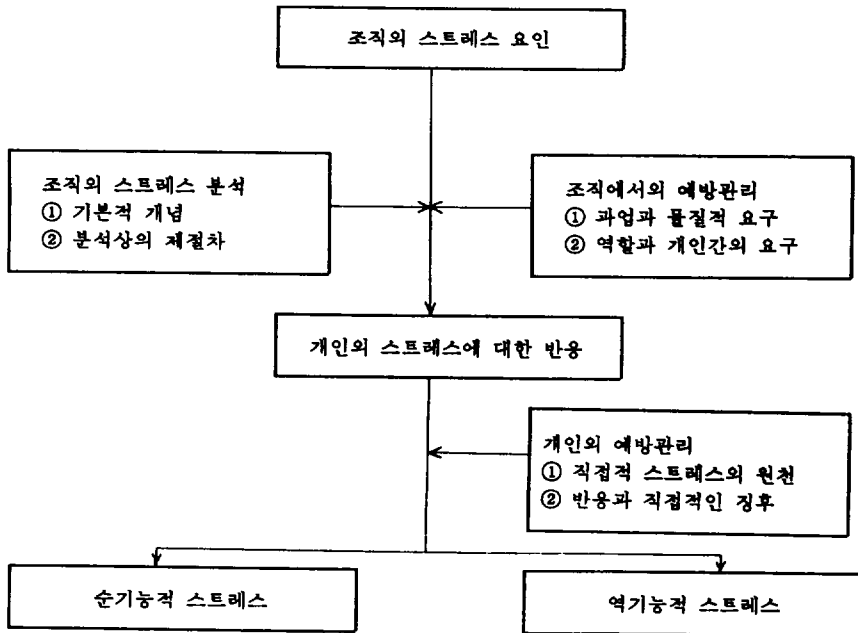 조직의 스트레스 요인
조직의 스트레스 분석
① 기본적 개념
② 분석상의 제절차
조직에서의 예방관리
① 과업과 물질적 요구
② 역할과 개인간의 요구
개인의 스트레스에 대한 반응
개인의 예방관리
① 직접적 스트레스의 원천
② 반응과 직접적인 징후
순기능적 스트레스
역기능적 스트레스